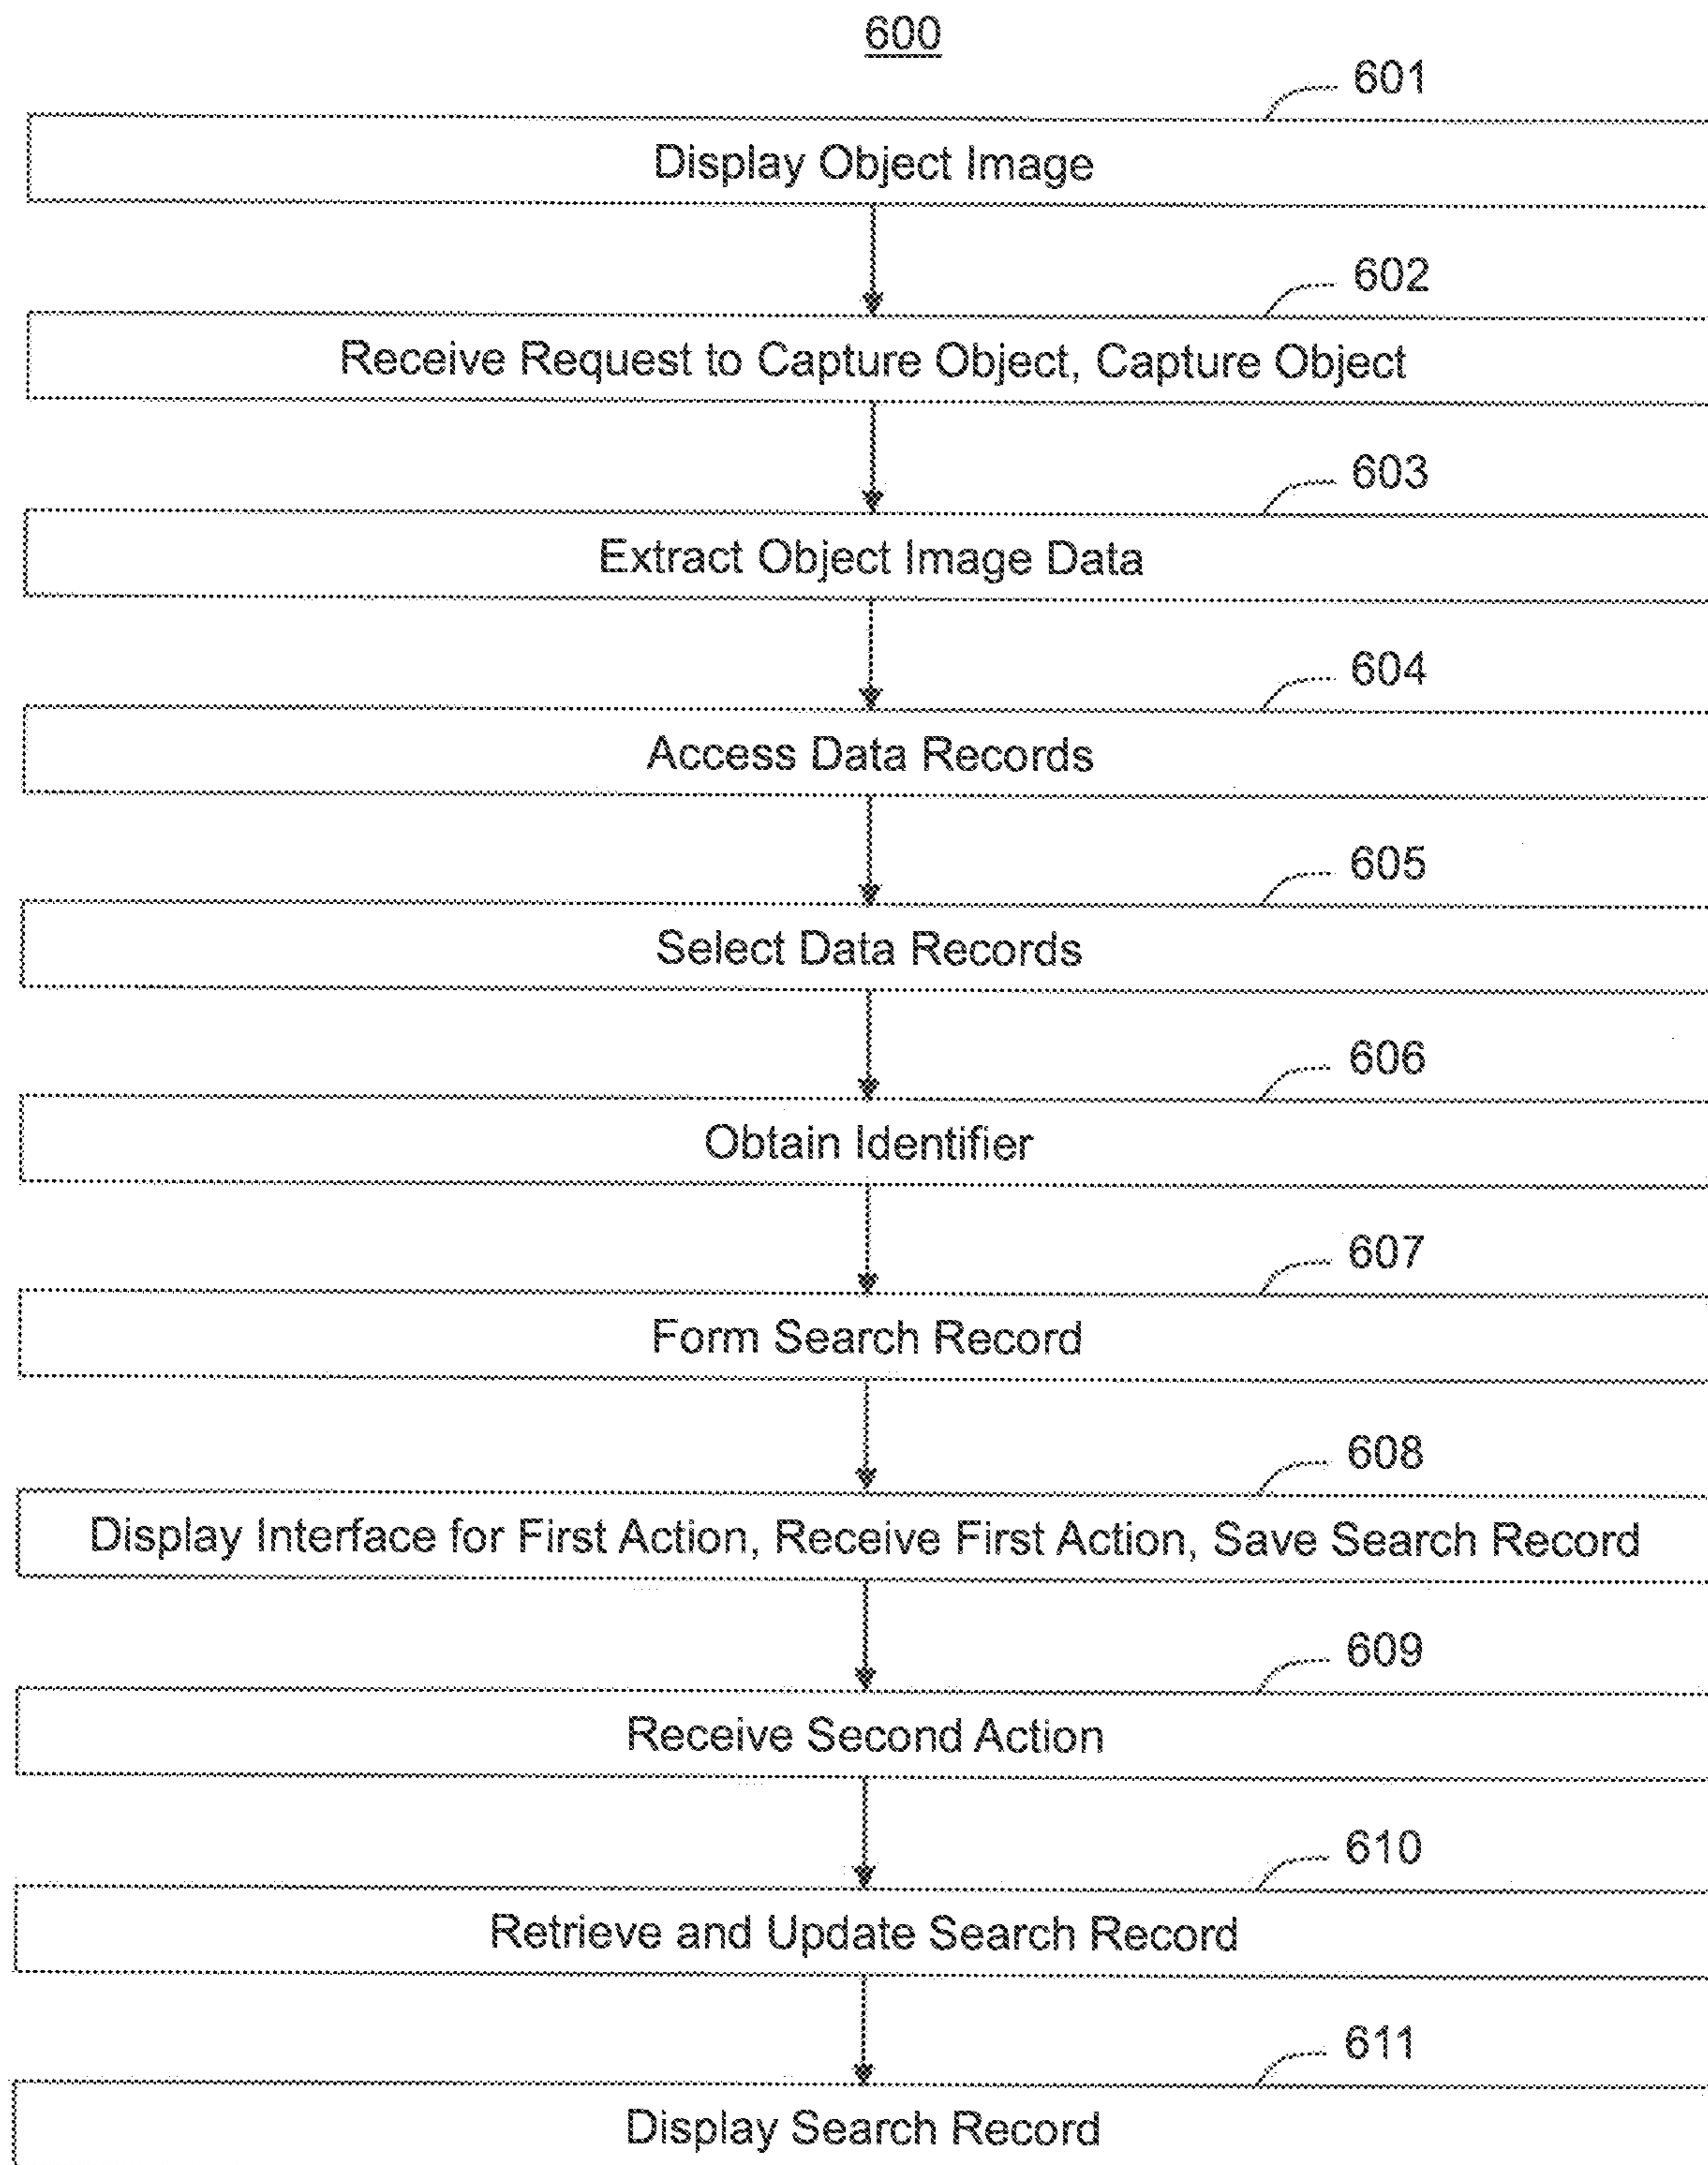 600
601
Display Object Image
602
Receive Request to Capture Object, Capture Object
603
Extract Object Image Data
604
Access Data Records
605
Select Data Records
606
Obtain Identifier
607
Form Search Record
608
Display Interface for First Action, Receive First Action, Save Search Record
609
Receive Second Action
610
Retrieve and Update Search Record
611
Display Search Record